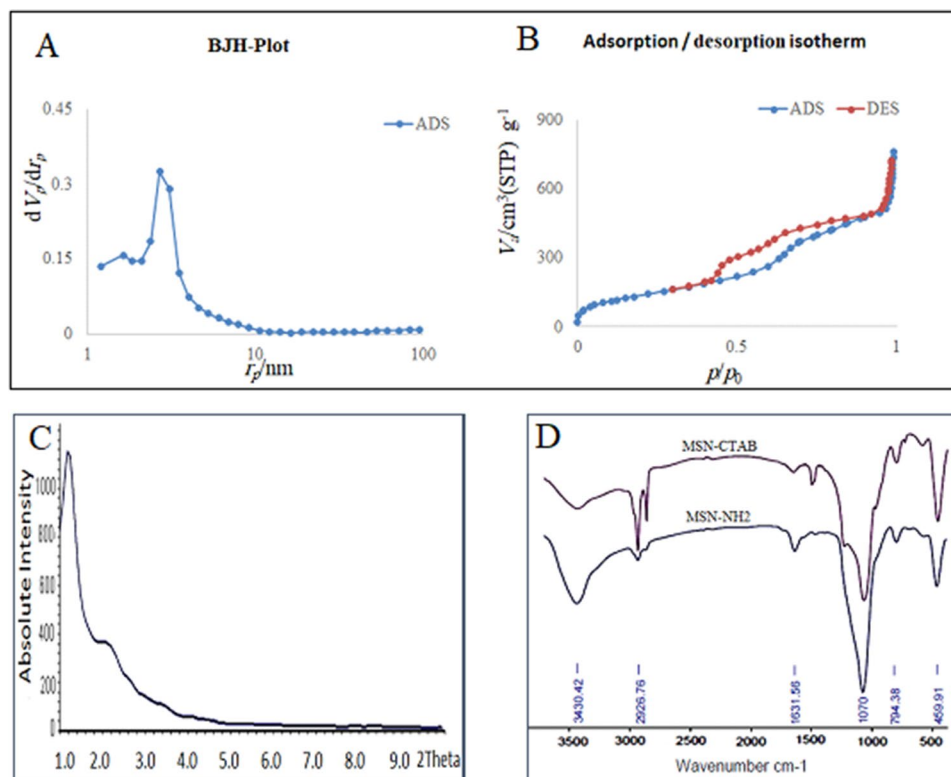 A
BJH-Plot
0.45
ADS
dVp/drp
0.3
0.15
0
1
10
100
rp/nm
B
Adsorption / desorption isotherm
ADS
DES
900
Va/cm3(STP) g-1
600
300
0
0
0.5
1
p/p0
C
Absolute Intensity
1000
800
600
400
200
0
1.0 2.0 3.0 4.0 5.0 6.0 7.0 8.0 9.0 2Theta
D
MSN-CTAB
MSN-NH2
3430.42
2926.76
1631.56
1070
794.38
459.91
3500 3000 2500 2000 1500 1000 500
Wavenumber cm-1